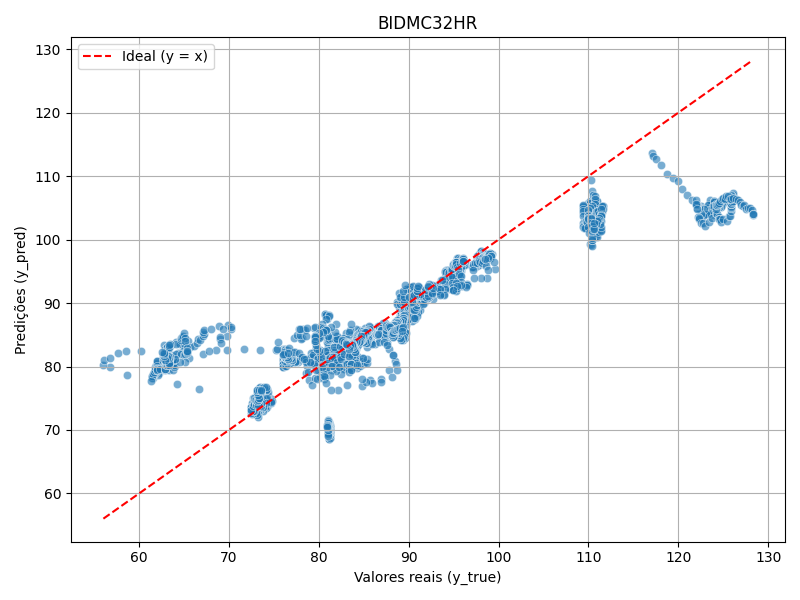 BIDMC32HR
Ideal (y = x)
130
120
110
100
90
80
70
60
Predições (y_pred)
60 70 80 90 100 110 120 130
Valores reais (y_true)